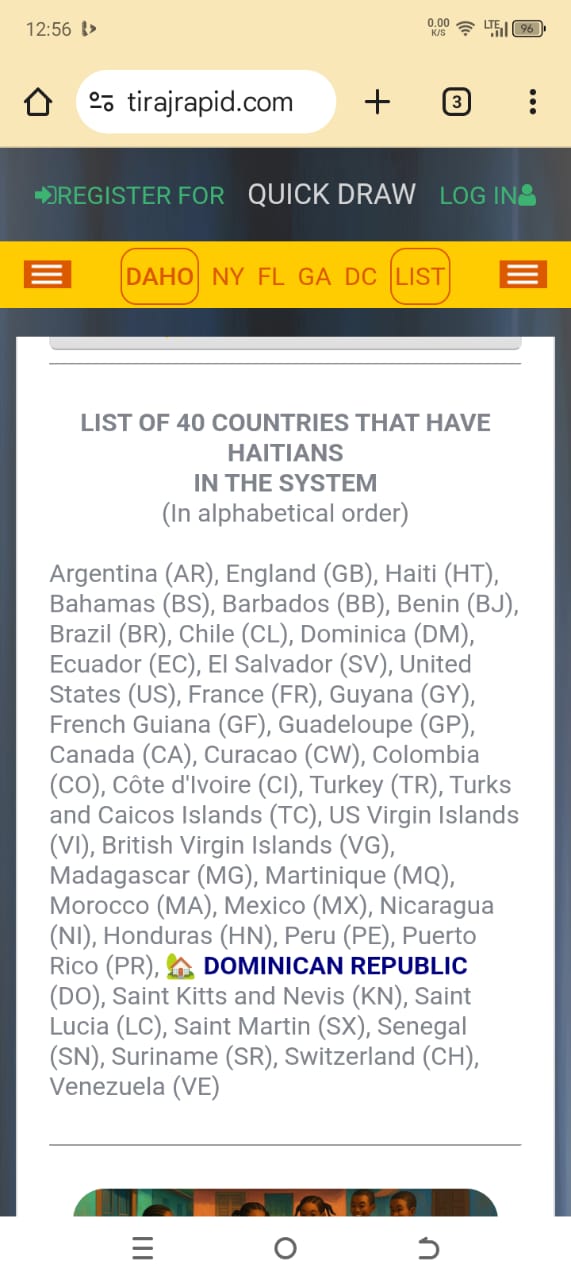 12:56
0.00 K/S LTE 96
tirajrapid.com 3
REGISTER FOR QUICK DRAW LOG IN
DAHO NY FL GA DC LIST
LIST OF 40 COUNTRIES THAT HAVE
HAITIANS
IN THE SYSTEM
(In alphabetical order)
Argentina (AR), England (GB), Haiti (HT),
Bahamas (BS), Barbados (BB), Benin (BJ),
Brazil (BR), Chile (CL), Dominica (DM),
Ecuador (EC), El Salvador (SV), United
States (US), France (FR), Guyana (GY),
French Guiana (GF), Guadeloupe (GP),
Canada (CA), Curacao (CW), Colombia
(CO), Côte d'Ivoire (CI), Turkey (TR), Turks
and Caicos Islands (TC), US Virgin Islands
(VI), British Virgin Islands (VG),
Madagascar (MG), Martinique (MQ),
Morocco (MA), Mexico (MX), Nicaragua
(NI), Honduras (HN), Peru (PE), Puerto
Rico (PR), 🏡 DOMINICAN REPUBLIC
(DO), Saint Kitts and Nevis (KN), Saint
Lucia (LC), Saint Martin (SX), Senegal
(SN), Suriname (SR), Switzerland (CH),
Venezuela (VE)